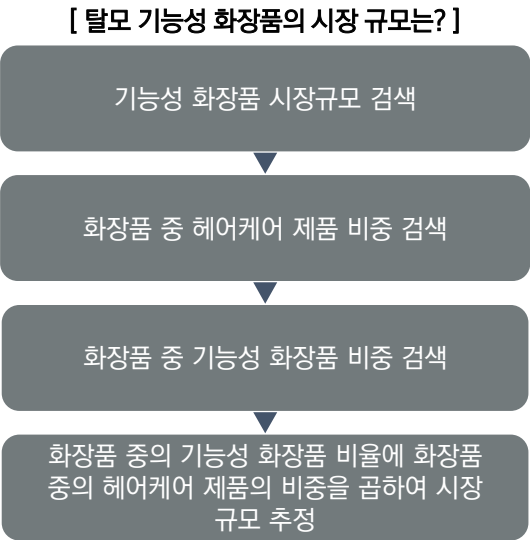 [ 탈모 기능성 화장품의 시장 규모는? ]
기능성 화장품 시장규모 검색
화장품 중 헤어케어 제품 비중 검색
화장품 중 기능성 화장품 비중 검색
화장품 중의 기능성 화장품 비율에 화장품
중의 헤어케어 제품의 비중을 곱하여 시장
규모 추정